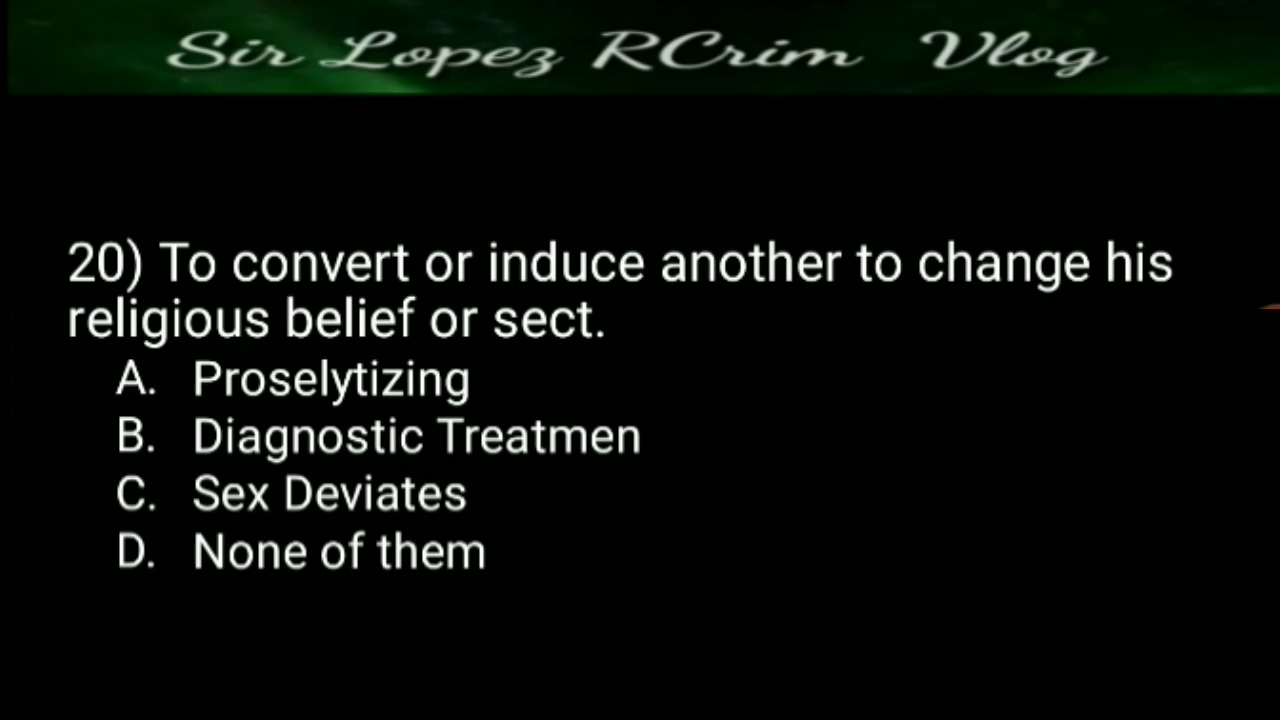 Sir Lopez RCrim Vlog
20) To convert or induce another to change his
religious belief or sect.
A. Proselytizing
B. Diagnostic Treatmen
C. Sex Deviates
D. None of them